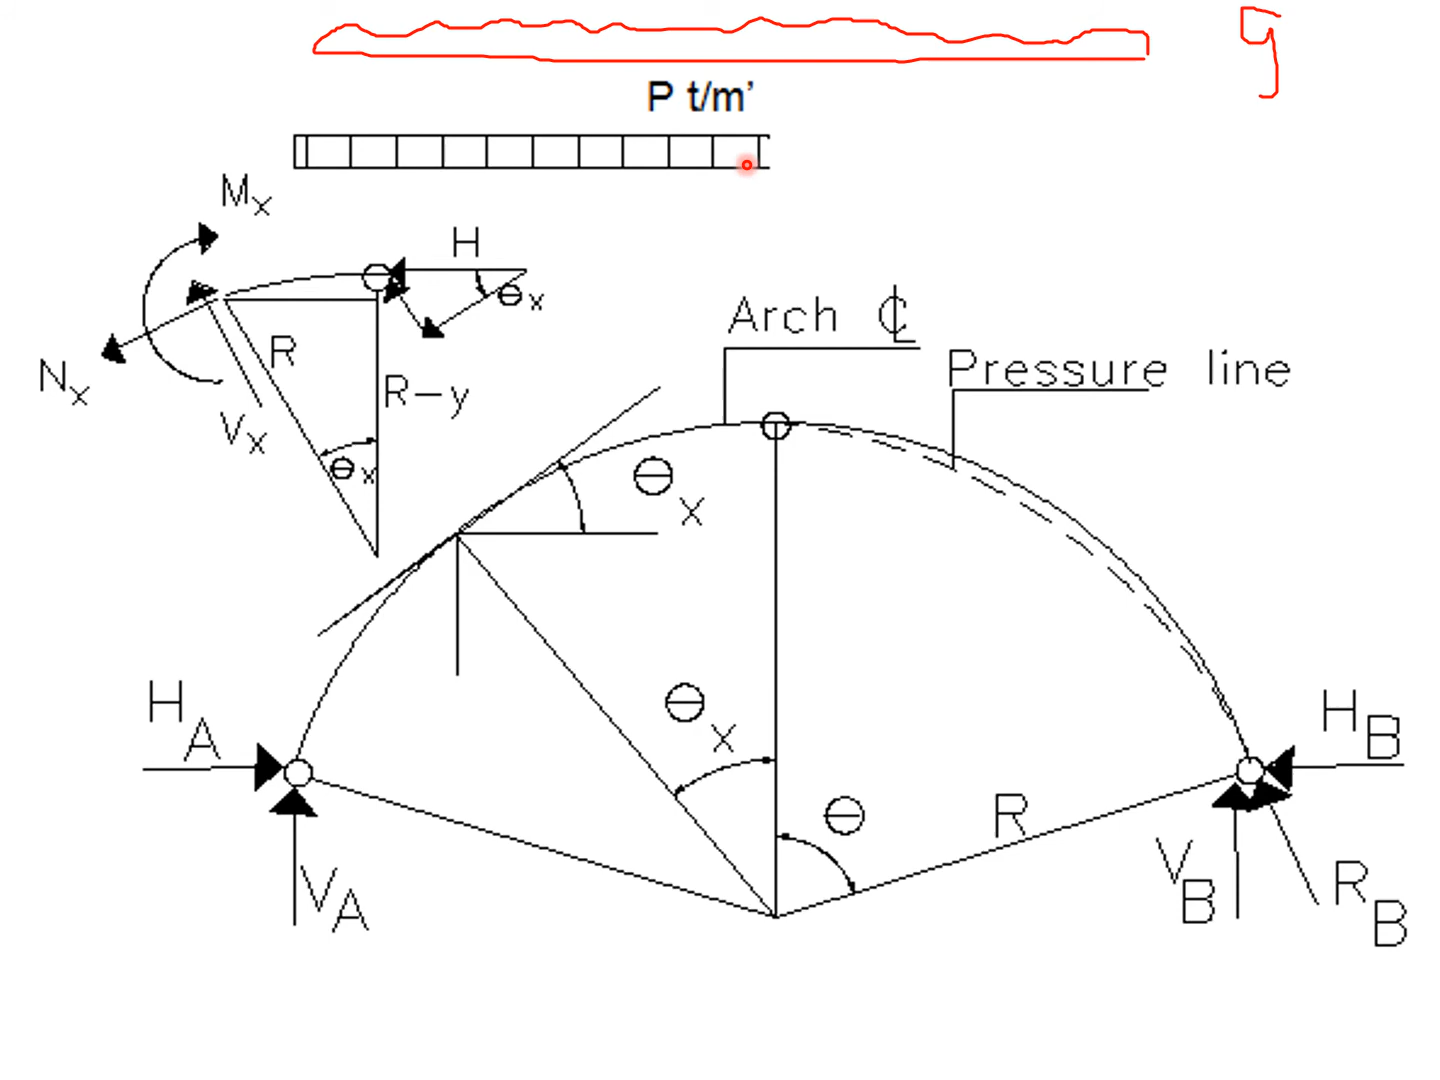 g
P t/m’
Mx
H
ϴx
Arch ℄
R
Pressure line
Nx
R-y
Vx
ϴx
ϴx
HA
ϴx
HB
ϴ
R
VA
VB
RB